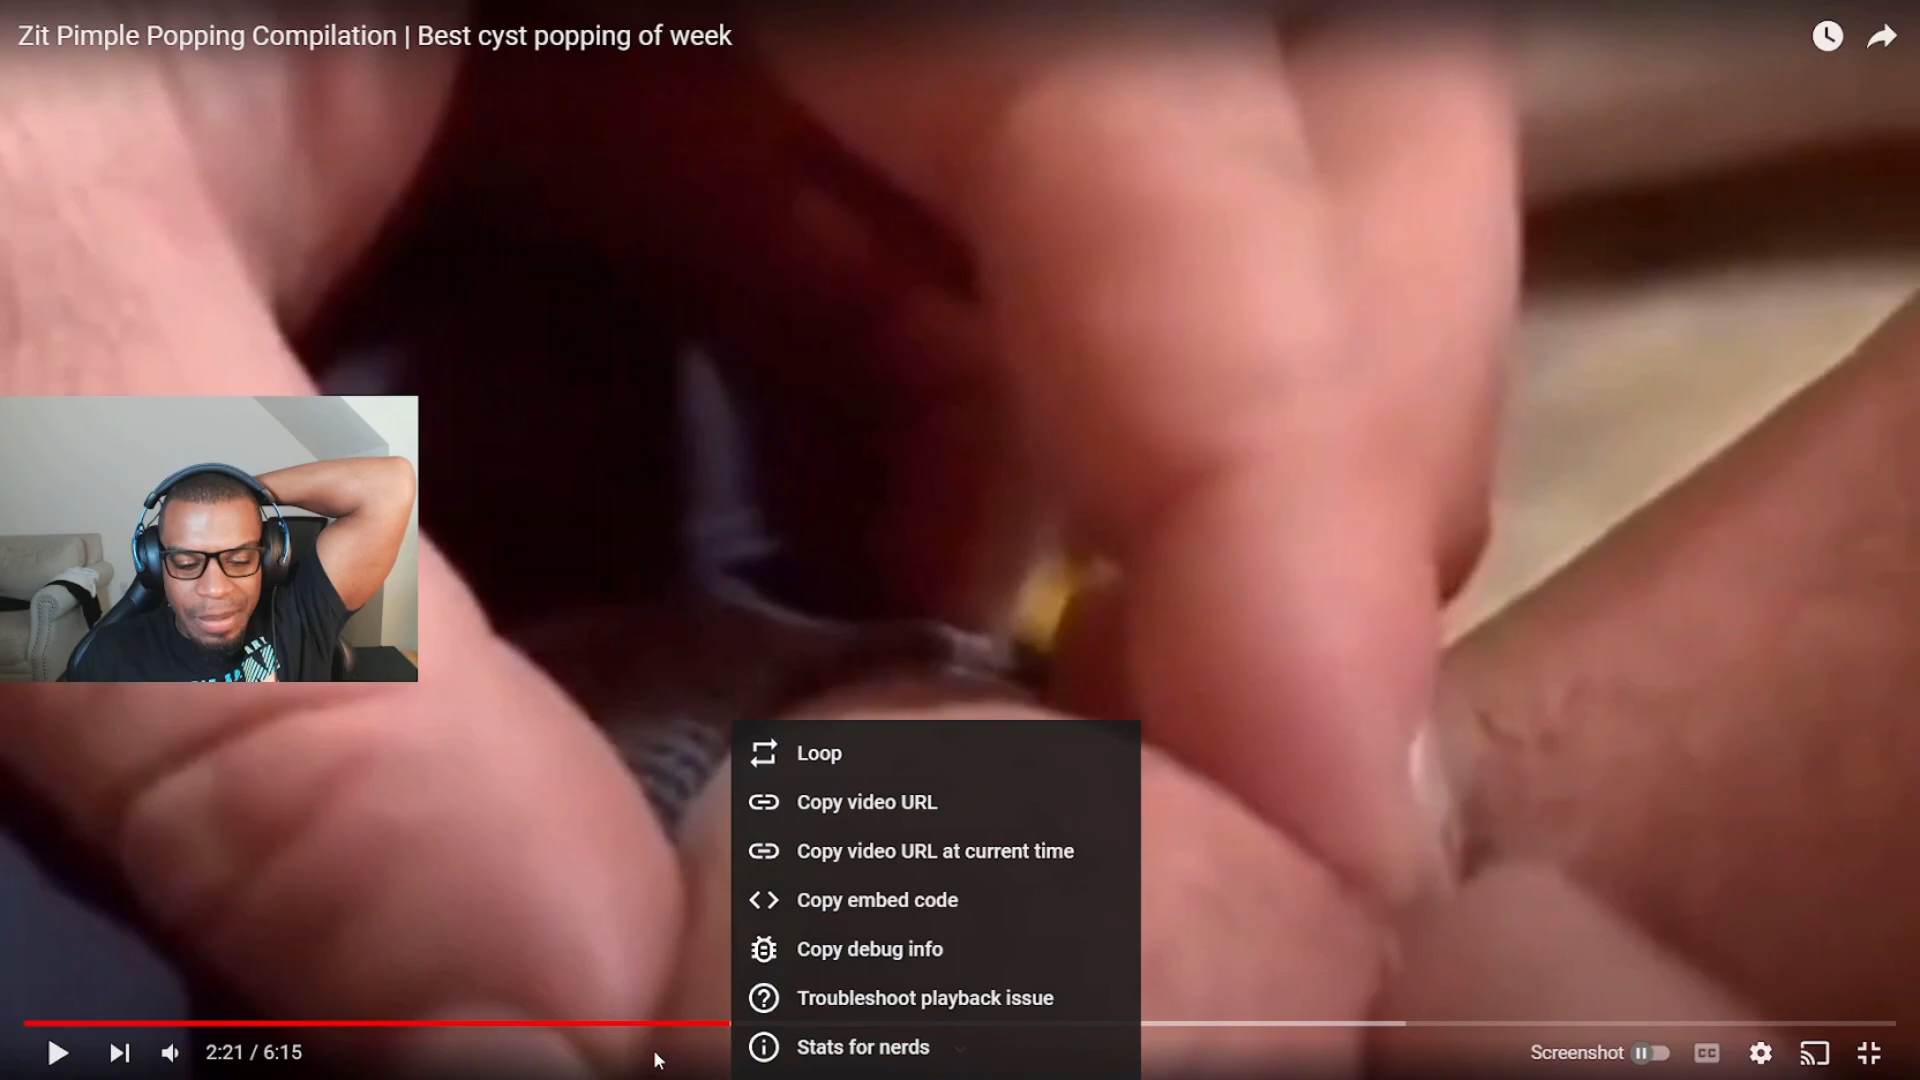 Zit Pimple Popping Compilation | Best cyst popping of week
Loop
Copy video URL
Copy video URL at current time
Copy embed code
Copy debug info
Troubleshoot playback issue
Stats for nerds
2:21 / 6:15
Screenshot
CC